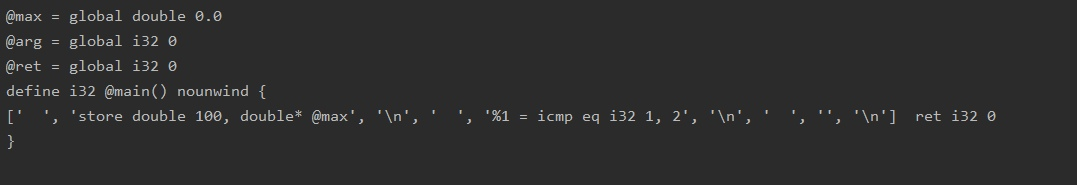 @max = global double 0.0
@arg = global i32 0
@ret = global i32 0
define i32 @main() nounwind {
['  ', 'store double 100, double* @max', '\n', '  ', '%1 = icmp eq i32 1, 2', '\n', '  ', '', '\n']  ret i32 0
}